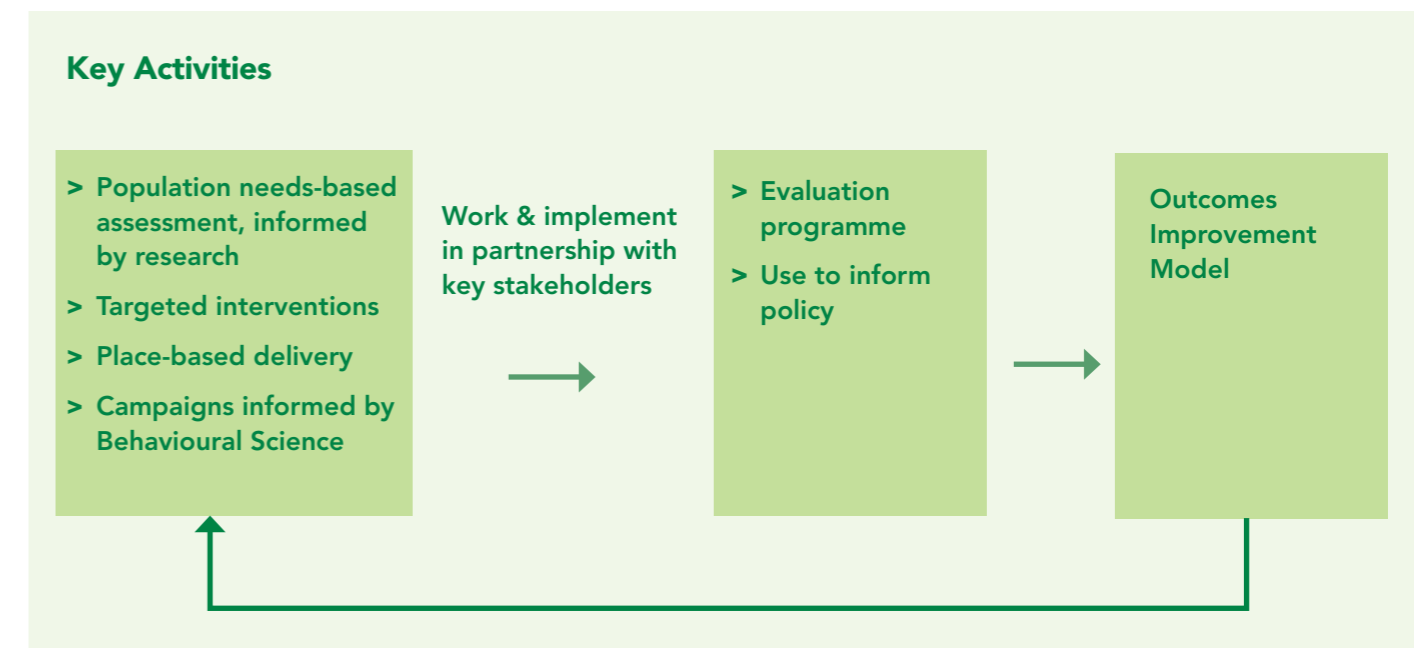 Key Activities
> Population needs-based
assessment, informed
by research
> Targeted interventions
> Place-based delivery
> Campaigns informed by
Behavioural Science
Work & implement
in partnership with
key stakeholders
> Evaluation
programme
> Use to inform
policy
Outcomes
Improvement
Model